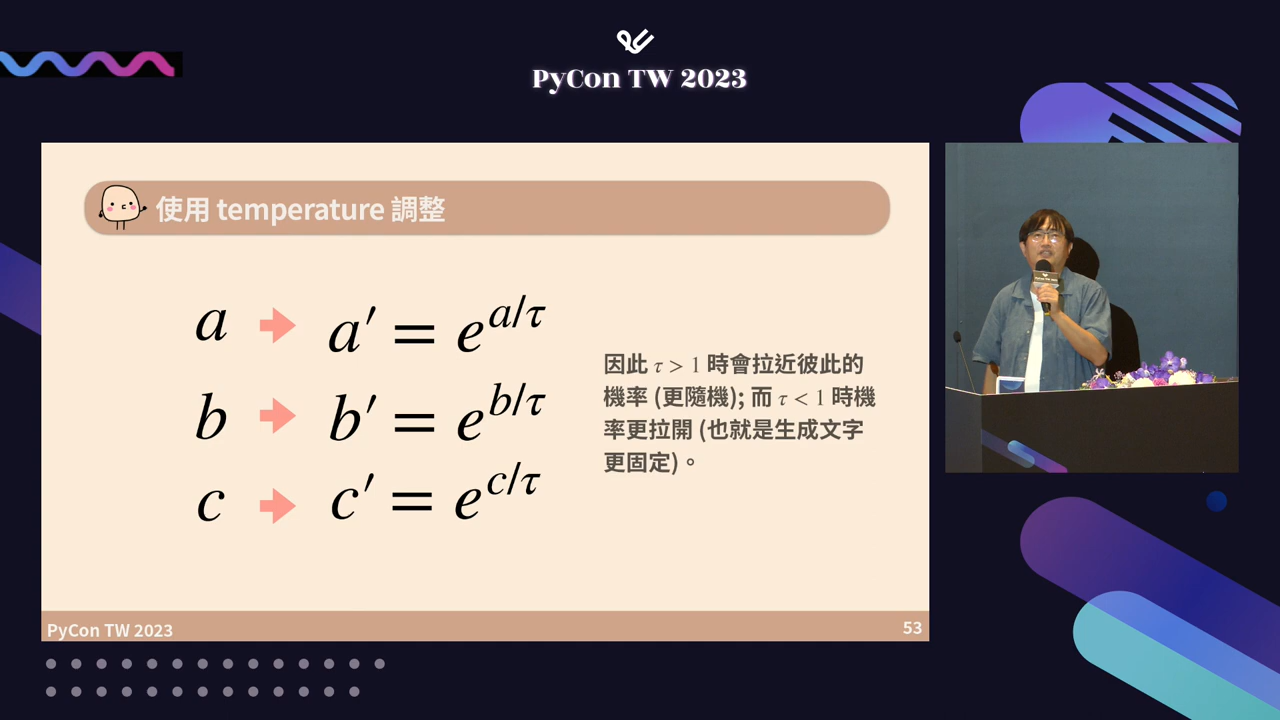 PyCon TW 2023
使用 temperature 調整
a a′ = e^{a/τ}
b b′ = e^{b/τ}
c c′ = e^{c/τ}
因此 τ > 1 時會拉近彼此的
機率 (更隨機); 而 τ < 1 時機
率更拉開 (也就是生成文字
更固定)。
PyCon TW 2023
53